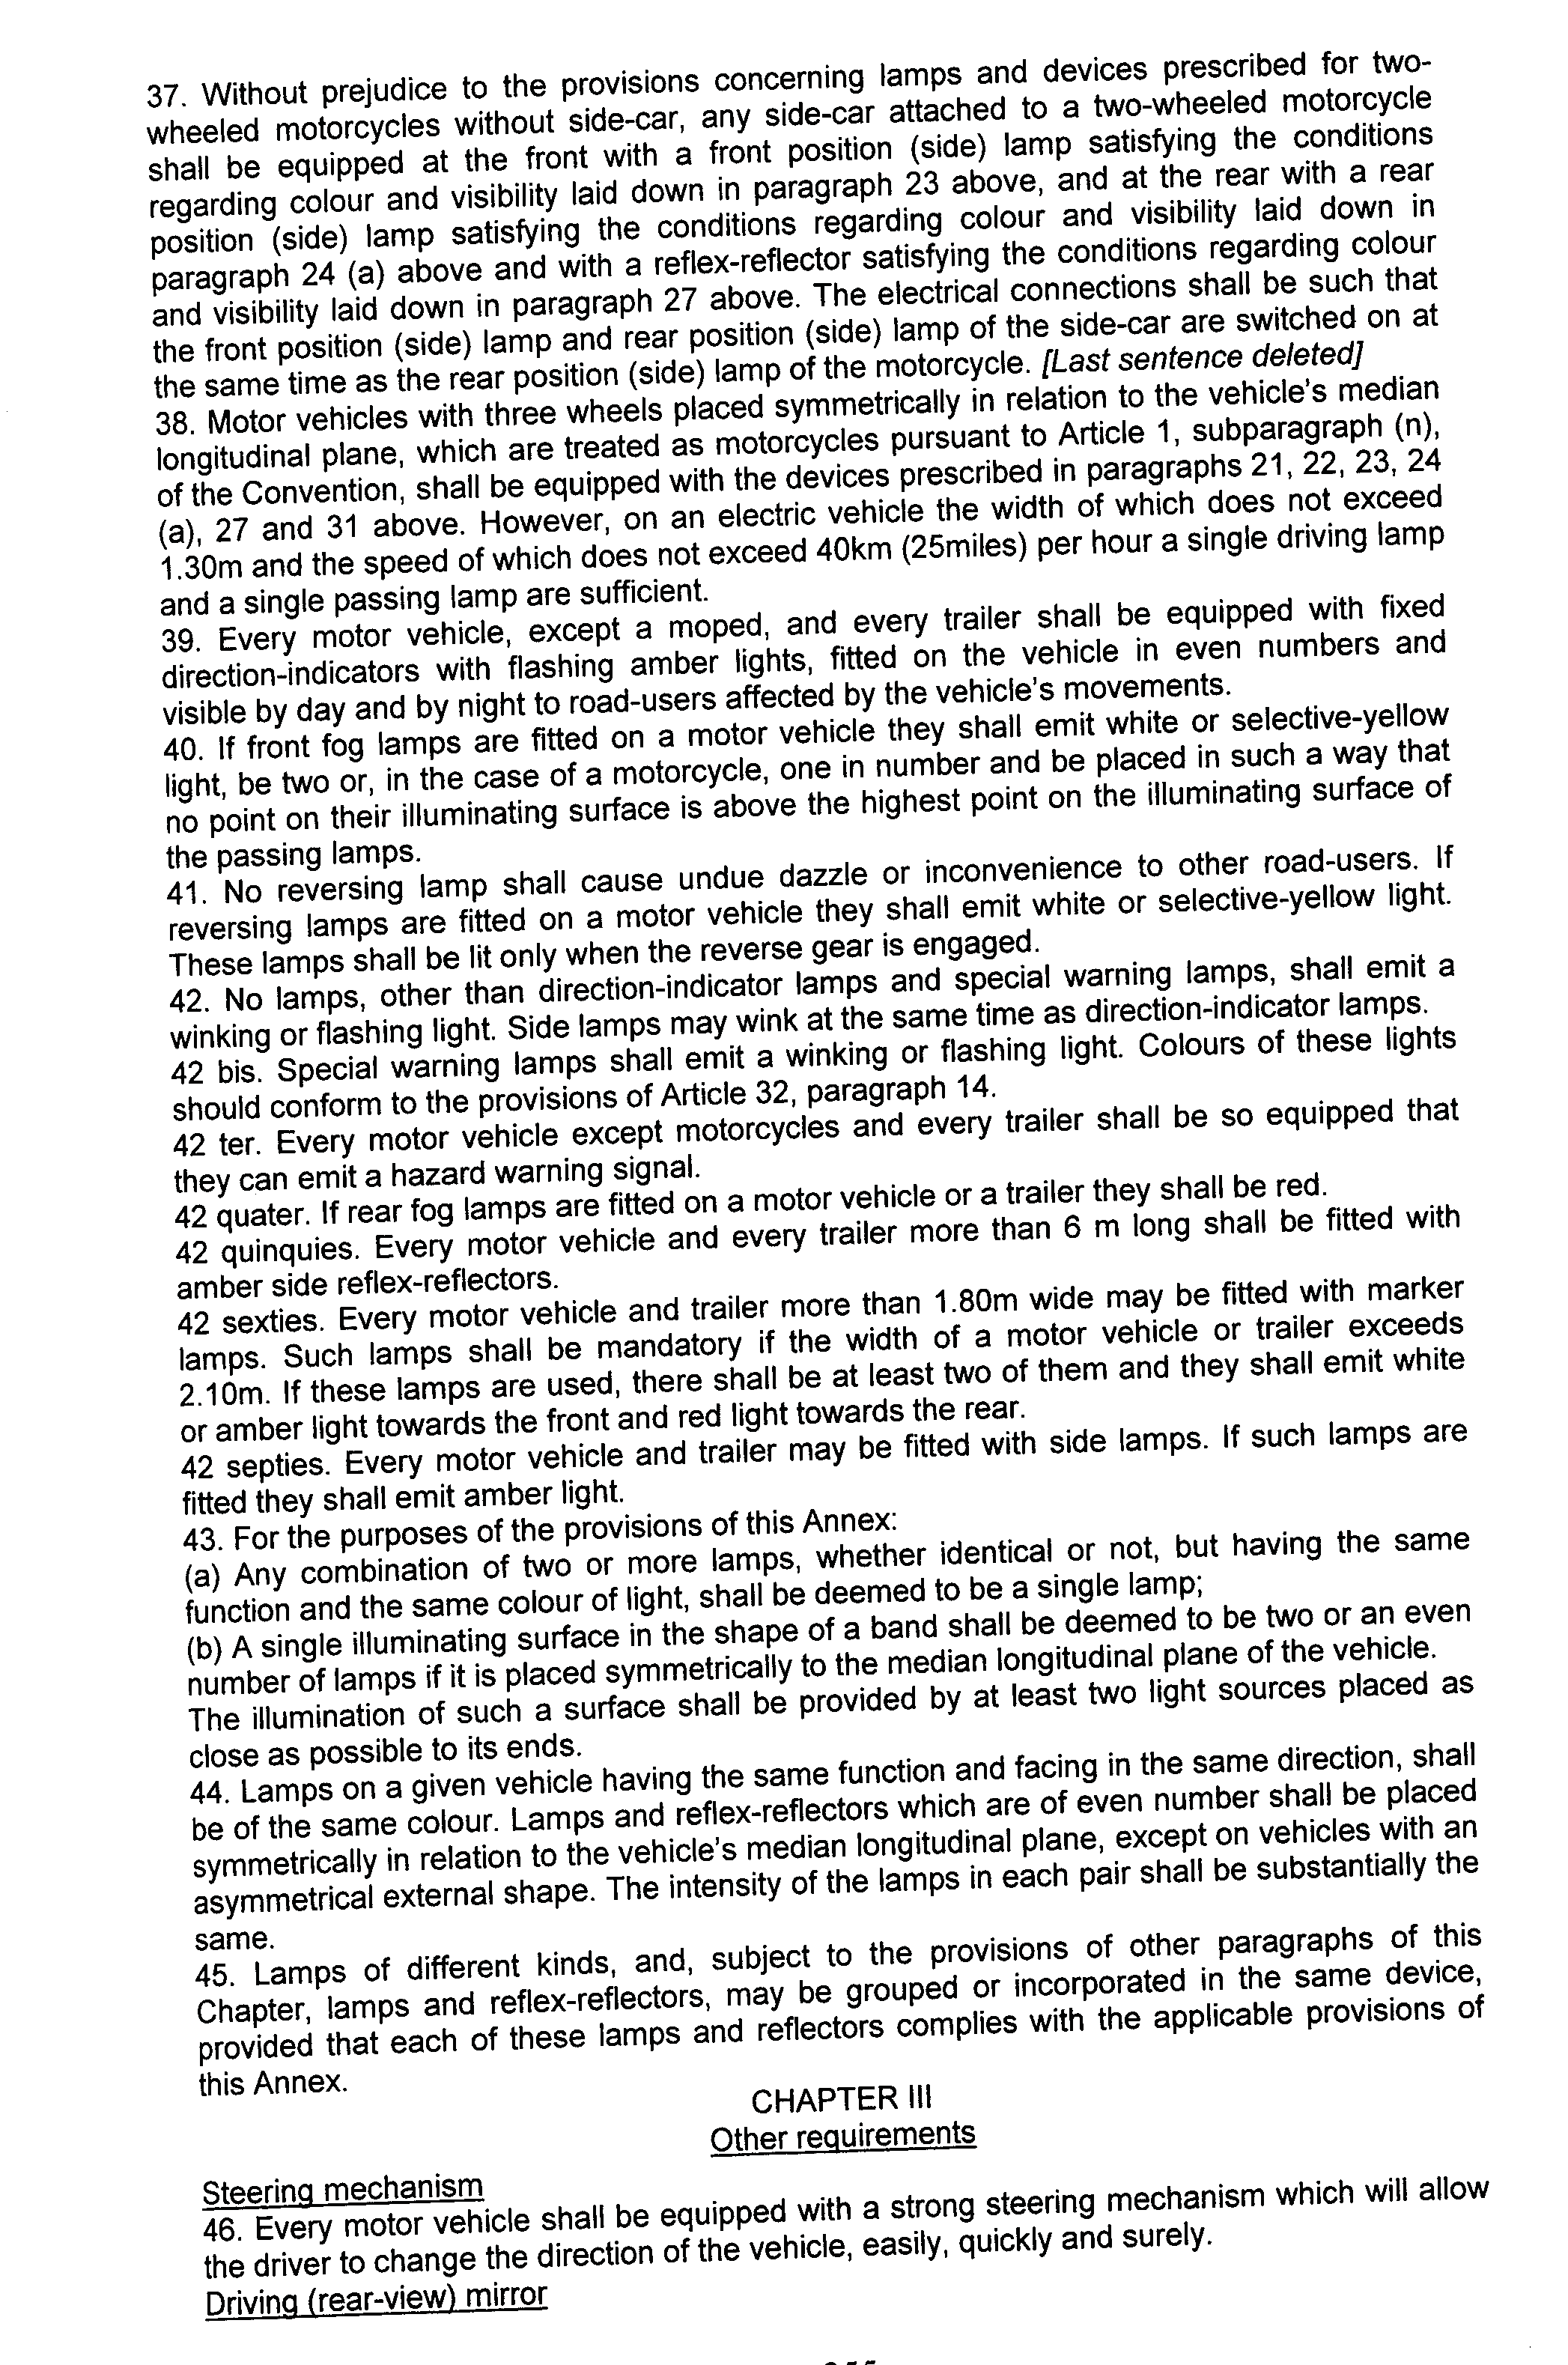 37. Without prejudice to the provisions concerning lamps and devices prescribed for two-
wheeled motorcycles without side-car, any side-car attached to a two-wheeled motorcycle
shall be equipped at the front with a front position (side) lamp satisfying the conditions
regarding colour and visibility laid down in paragraph 23 above, and at the rear with a rear
position (side) lamp satisfying the conditions regarding colour and visibility laid down in
paragraph 24 (a) above and with a reflex-reflector satisfying the conditions regarding colour
and visibility laid down in paragraph 27 above. The electrical connections shall be such that
the front position (side) lamp and rear position (side) lamp of the side-car are switched on at
the same time as the rear position (side) lamp of the motorcycle. [Last sentence deleted]
38. Motor vehicles with three wheels placed symmetrically in relation to the vehicle's median
longitudinal plane, which are treated as motorcycles pursuant to Article 1, subparagraph (n),
of the Convention, shall be equipped with the devices prescribed in paragraphs 21, 22, 23, 24
(a), 27 and 31 above. However, on an electric vehicle the width of which does not exceed
1.30m and the speed of which does not exceed 40km (25miles) per hour a single driving lamp
and a single passing lamp are sufficient.
39. Every motor vehicle, except a moped, and every trailer shall be equipped with fixed
direction-indicators with flashing amber lights, fitted on the vehicle in even numbers and
visible by day and by night to road-users affected by the vehicle's movements.
40. If front fog lamps are fitted on a motor vehicle they shall emit white or selective-yellow
light, be two or, in the case of a motorcycle, one in number and be placed in such a way that
no point on their illuminating surface is above the highest point on the illuminating surface of
the passing lamps.
41. No reversing lamp shall cause undue dazzle or inconvenience to other road-users. If
reversing lamps are fitted on a motor vehicle they shall emit white or selective-yellow light.
These lamps shall be lit only when the reverse gear is engaged.
42. No lamps, other than direction-indicator lamps and special warning lamps, shall emit a
winking or flashing light. Side lamps may wink at the same time as direction-indicator lamps.
42 bis. Special warning lamps shall emit a winking or flashing light. Colours of these lights
should conform to the provisions of Article 32, paragraph 14.
42 ter. Every motor vehicle except motorcycles and every trailer shall be so equipped that
they can emit a hazard warning signal.
42 quater. If rear fog lamps are fitted on a motor vehicle or a trailer they shall be red.
42 quinquies. Every motor vehicle and every trailer more than 6 m long shall be fitted with
amber side reflex-reflectors.
42 sexties. Every motor vehicle and trailer more than 1.80m wide may be fitted with marker
lamps. Such lamps shall be mandatory if the width of a motor vehicle or trailer exceeds
2.10m. If these lamps are used, there shall be at least two of them and they shall emit white
or amber light towards the front and red light towards the rear.
42 septies. Every motor vehicle and trailer may be fitted with side lamps. If such lamps are
fitted they shall emit amber light.
43. For the purposes of the provisions of this Annex:
(a) Any combination of two or more lamps, whether identical or not, but having the same
function and the same colour of light, shall be deemed to be a single lamp;
(b) A single illuminating surface in the shape of a band shall be deemed to be two or an even
number of lamps if it is placed symmetrically to the median longitudinal plane of the vehicle.
The illumination of such a surface shall be provided by at least two light sources placed as
close as possible to its ends.
44. Lamps on a given vehicle having the same function and facing in the same direction, shall
be of the same colour. Lamps and reflex-reflectors which are of even number shall be placed
symmetrically in relation to the vehicle's median longitudinal plane, except on vehicles with an
asymmetrical external shape. The intensity of the lamps in each pair shall be substantially the
same.
45. Lamps of different kinds, and, subject to the provisions of other paragraphs of this
Chapter, lamps and reflex-reflectors, may be grouped or incorporated in the same device,
provided that each of these lamps and reflectors complies with the applicable provisions of
this Annex.
CHAPTER III
Other requirements
Steering mechanism
46. Every motor vehicle shall be equipped with a strong steering mechanism which will allow
the driver to change the direction of the vehicle, easily, quickly and surely.
Driving (rear-view) mirror